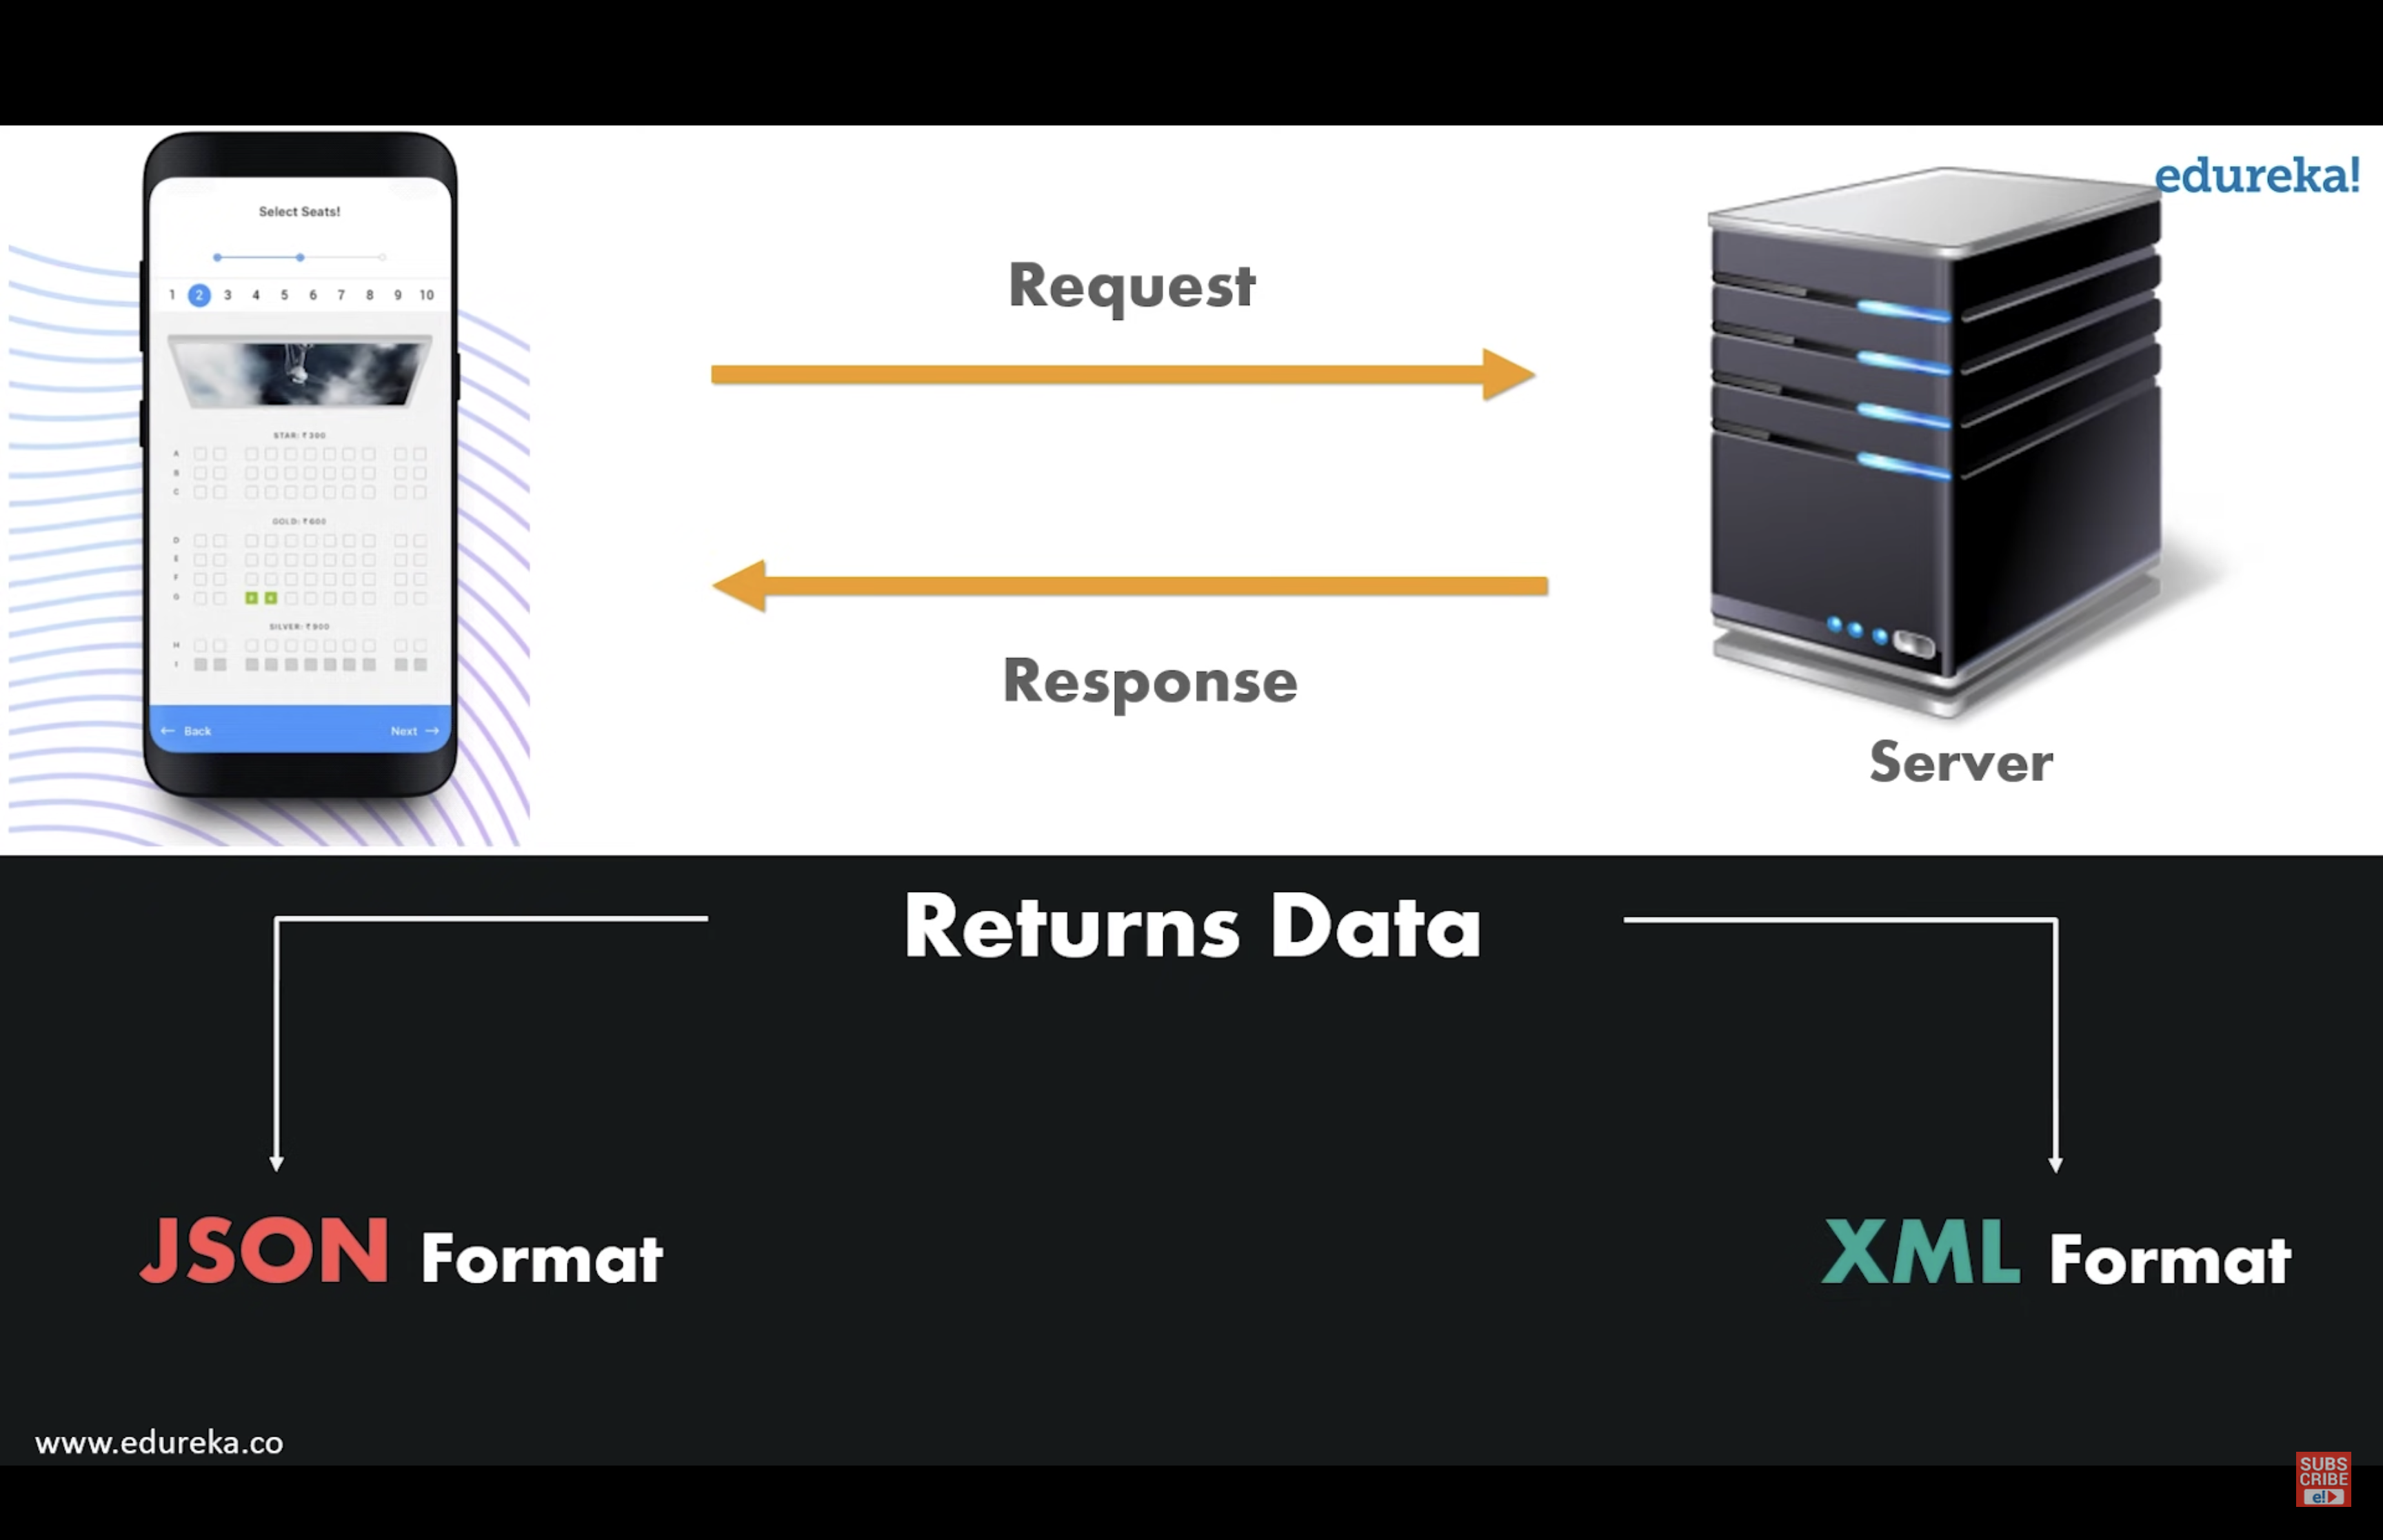 edureka!
Select Seats!
1 2 3 4 5 6 7 8 9 10
STAR: ₹300
A
B
C
GOLD: ₹600
D
E
F
G
SILVER: ₹900
H
I
← Back Next →
Request
Response
Server
Returns Data
JSON Format
XML Format
www.edureka.co
SUBS
CRIBE
e!